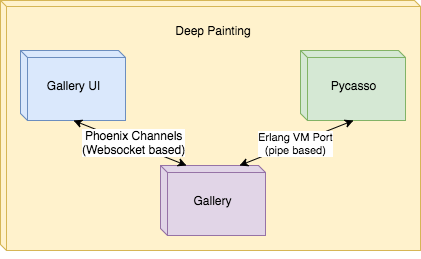 Deep Painting
Gallery UI
Pycasso
Phoenix Channels
(Websocket based)
Erlang VM Port
(pipe based)
Gallery